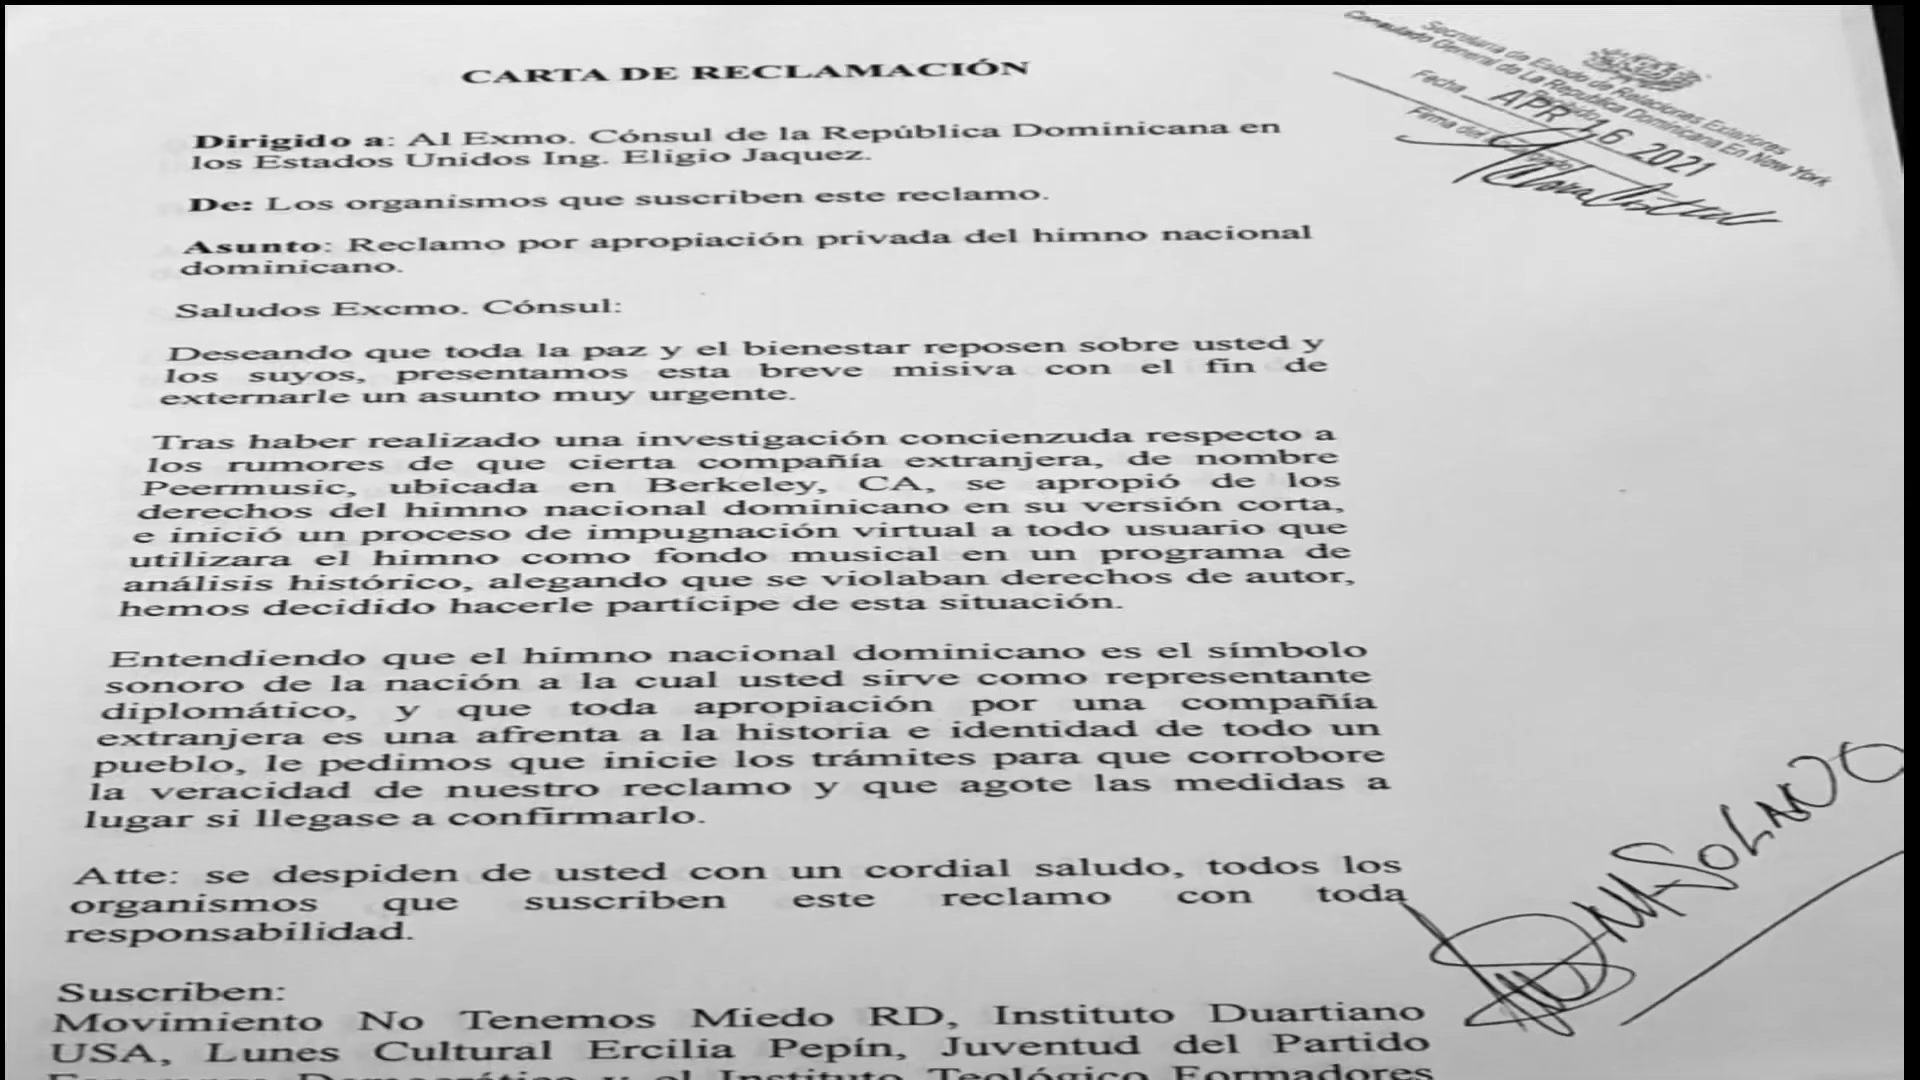 CARTA DE RECLAMACIÓN
Secretaria de Estado de Relaciones Exteriores
Consulado General de La Republica Dominicana En New York
Recibido
Fecha APR 16 2021
Firma del
Dirigido a: Al Exmo. Cónsul de la República Dominicana en
los Estados Unidos Ing. Eligio Jaquez.
De: Los organismos que suscriben este reclamo.
Asunto: Reclamo por apropiación privada del himno nacional
dominicano.
Saludos Excmo. Cónsul:
Deseando que toda la paz y el bienestar reposen sobre usted y
los suyos, presentamos esta breve misiva con el fin de
externarle un asunto muy urgente.
Tras haber realizado una investigación concienzuda respecto a
los rumores de que cierta compañía extranjera, de nombre
Peermusic, ubicada en Berkeley, CA, se apropió de los
derechos del himno nacional dominicano en su versión corta,
e inició un proceso de impugnación virtual a todo usuario que
utilizara el himno como fondo musical en un programa de
análisis histórico, alegando que se violaban derechos de autor,
hemos decidido hacerle partícipe de esta situación.
Entendiendo que el himno nacional dominicano es el símbolo
sonoro de la nación a la cual usted sirve como representante
diplomático, y que toda apropiación por una compañía
extranjera es una afrenta a la historia e identidad de todo un
pueblo, le pedimos que inicie los trámites para que corrobore
la veracidad de nuestro reclamo y que agote las medidas a
lugar si llegase a confirmarlo.
Atte: se despiden de usted con un cordial saludo, todos los
organismos que suscriben este reclamo con toda
responsabilidad.
SOLANO
Suscriben:
Movimiento No Tenemos Miedo RD, Instituto Duartiano
USA, Lunes Cultural Ercilia Pepín, Juventud del Partido
Esperanza Democrática y el Instituto Teológico Formadores